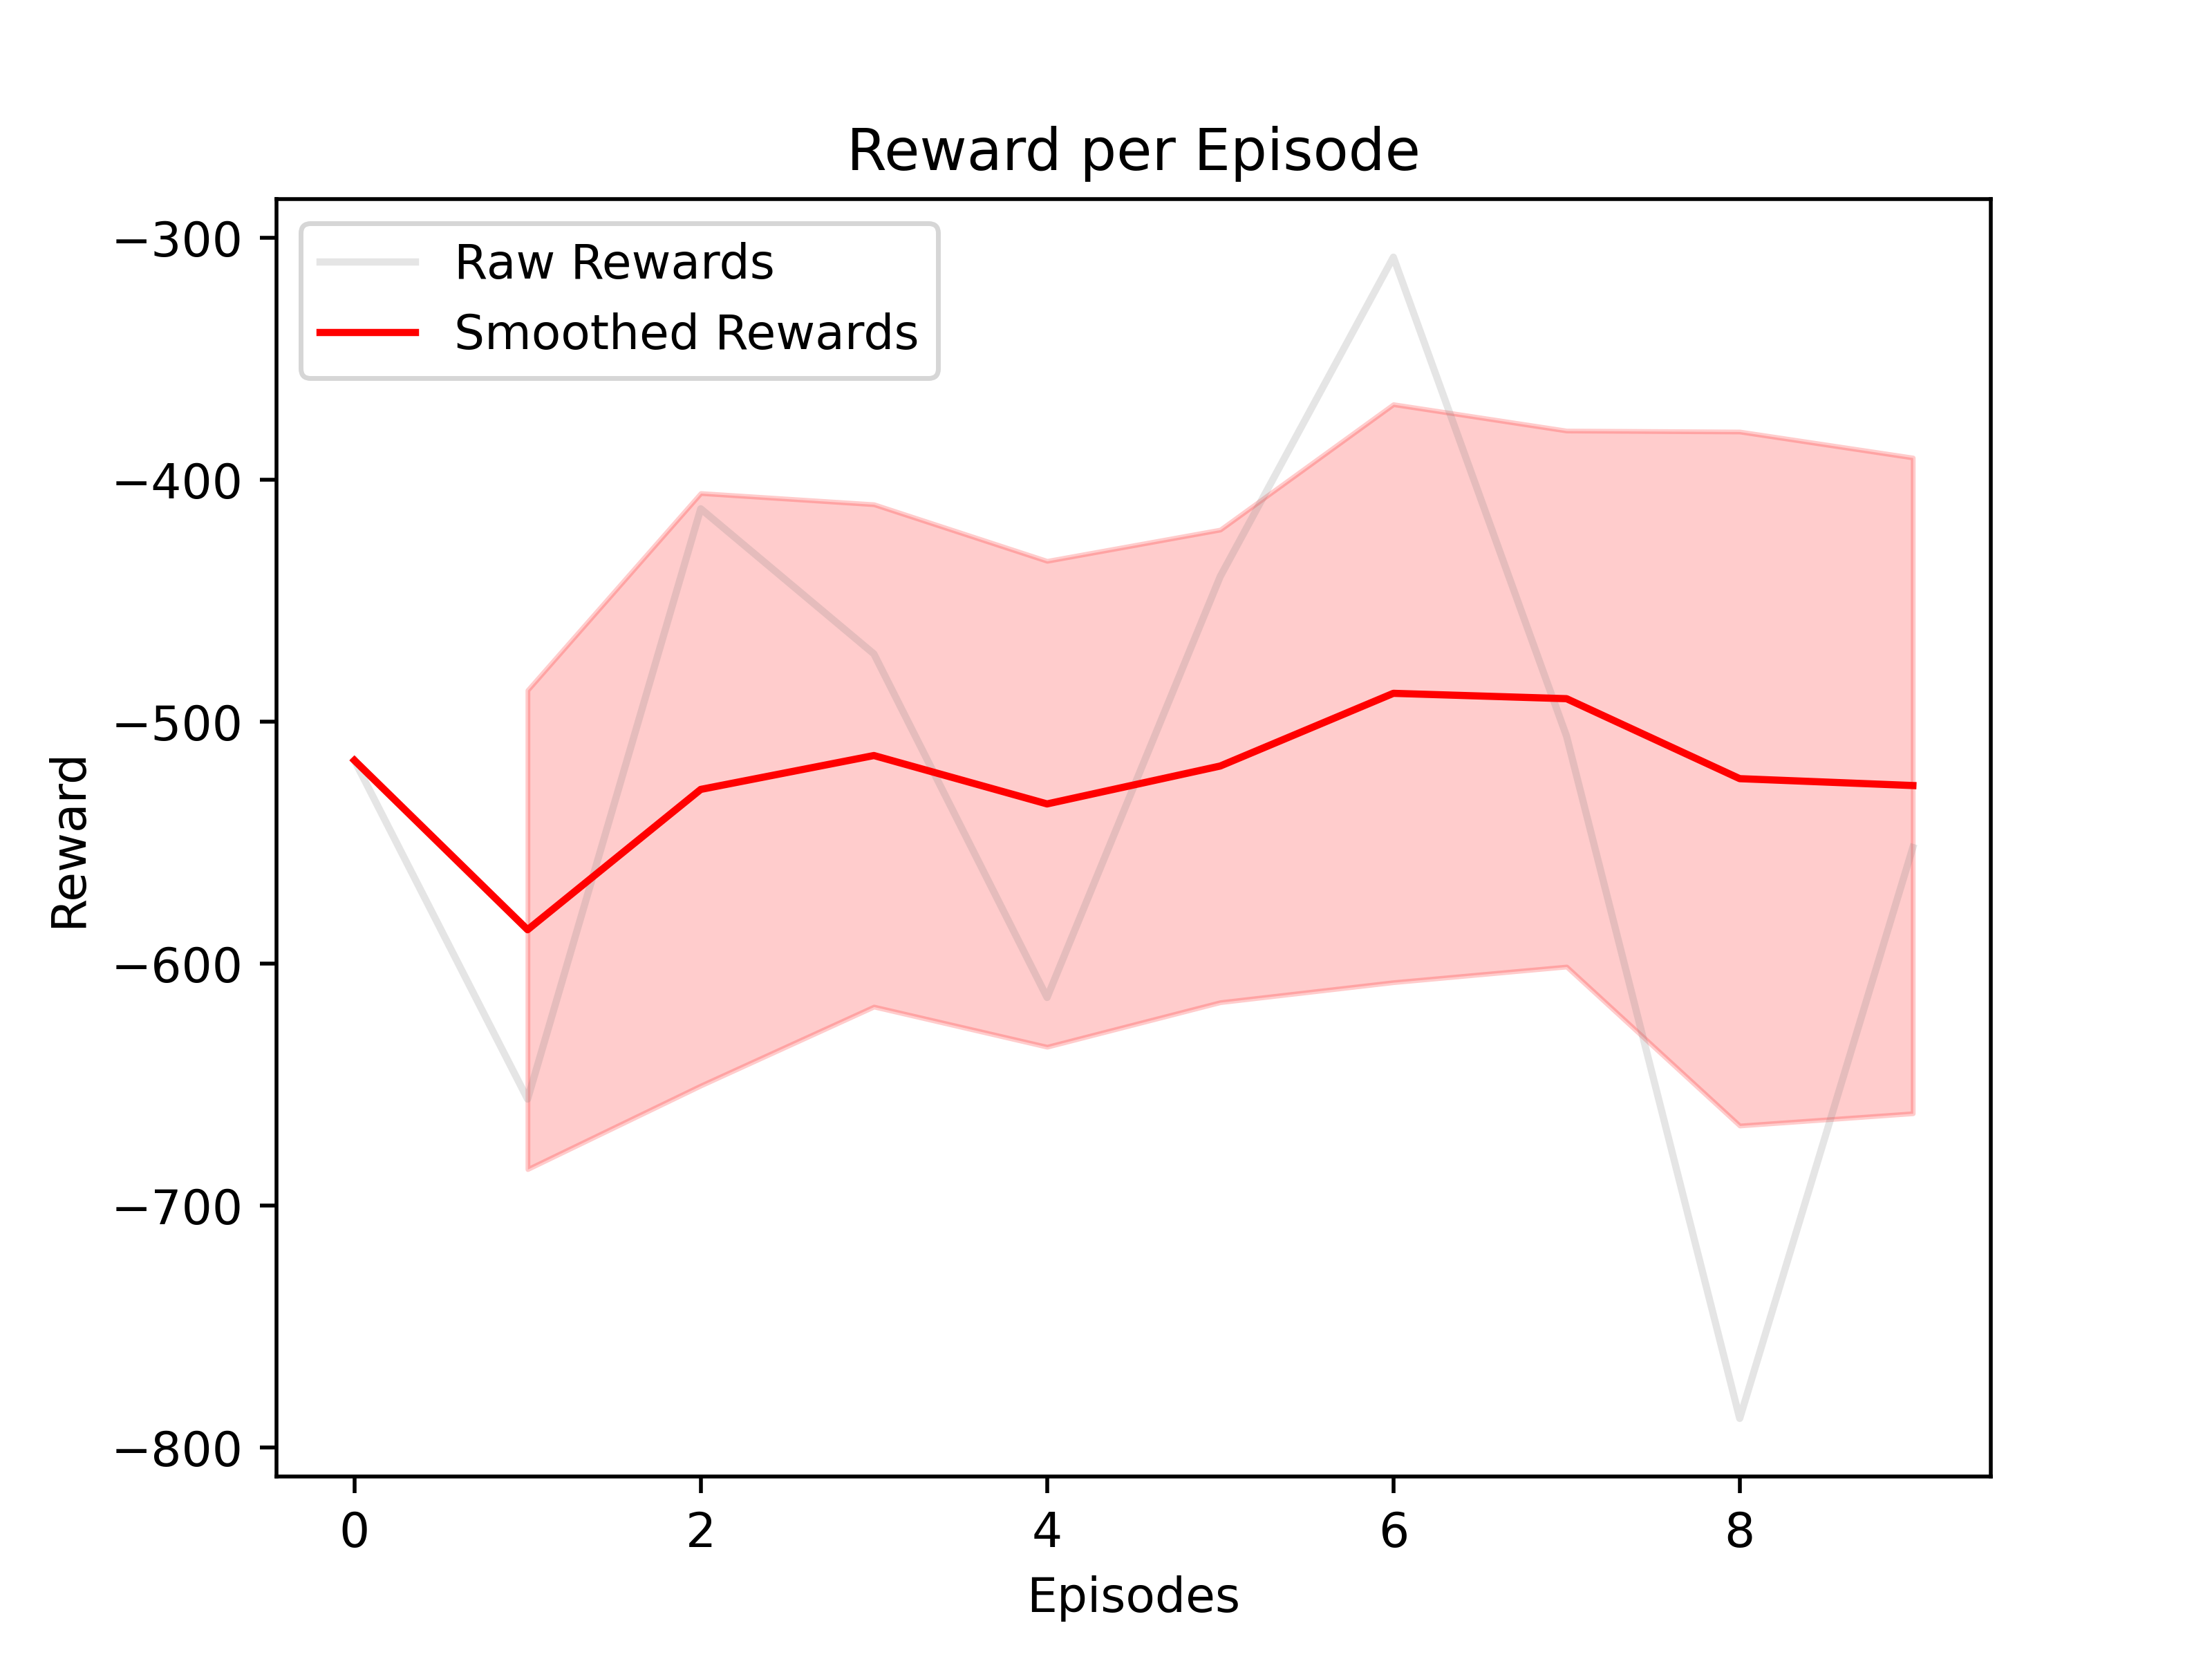 Reward per Episode
Raw Rewards
Smoothed Rewards
−300
−400
−500
−600
−700
−800
Reward
0 2 4 6 8
Episodes